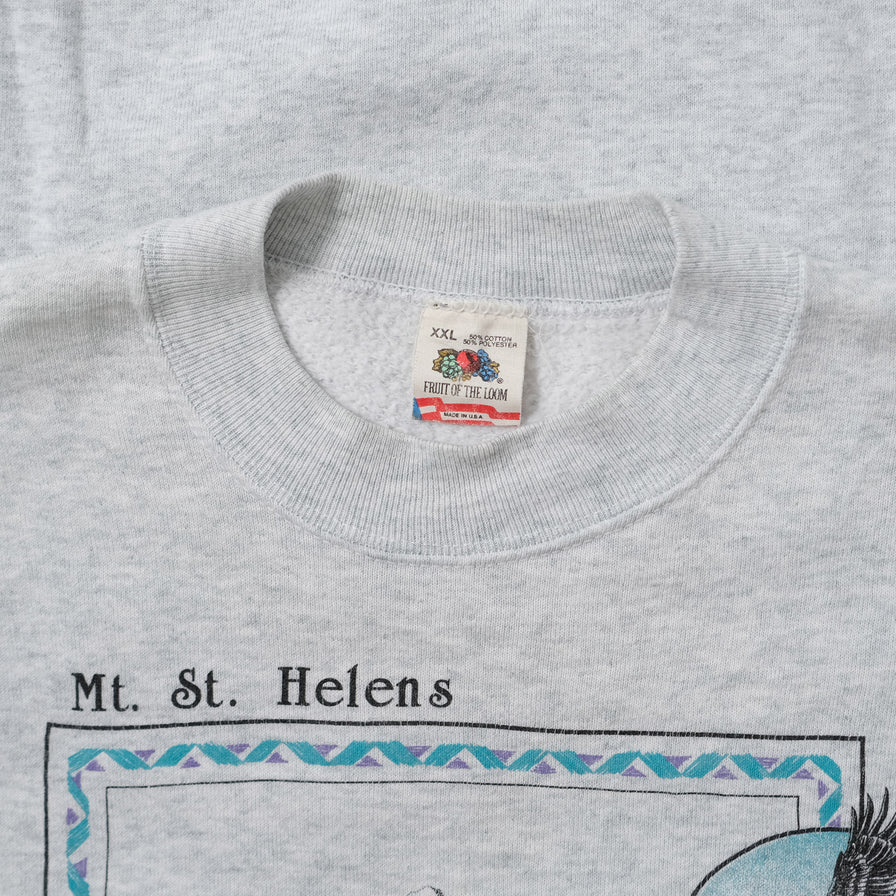 XXL 50% COTTON
50% POLYESTER
®
FRUIT OF THE LOOM
MADE IN U.S.A.
Mt. St. Helens